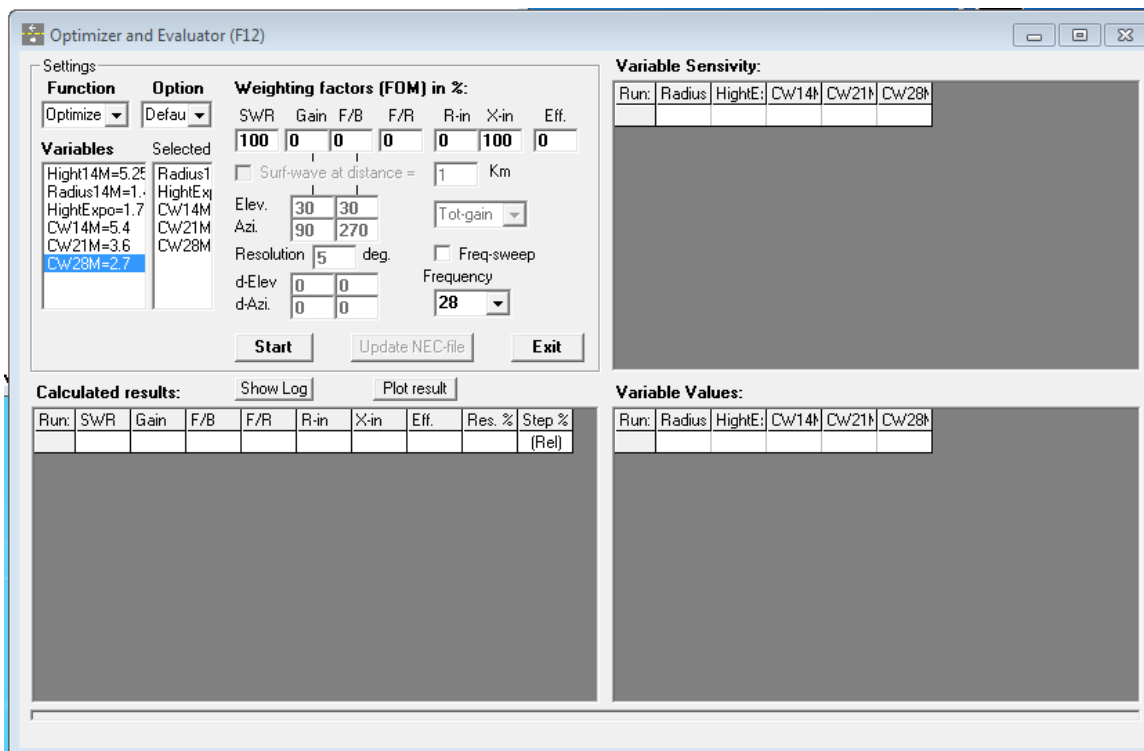 Optimizer and Evaluator (F12)
Settings
Function Option Weighting factors (FOM) in %:
Optimize Defau SWR Gain F/B F/R R-in X-in Eff.
100 0 0 0 0 100 0
Variables Selected
Hight14M=5.25 Radius1
Radius14M=1. HightExp
HightExpo=1.7 CW14M
CW14M=5.4 CW21M
CW21M=3.6 CW28M
CW28M=2.7
Surf-wave at distance = 1 Km
Elev. 30 30
Azi. 90 270
Tot-gain
Resolution 5 deg.
Freq-sweep
d-Elev 0 0
d-Azi. 0 0
Frequency
28
Start Update NEC-file Exit
Variable Sensivity:
Run: Radius HightE: CW14M CW21M CW28M
Calculated results: Show Log Plot result
Run: SWR Gain F/B F/R R-in X-in Eff. Res. % Step %
(Rel)
Variable Values:
Run: Radius HightE: CW14M CW21M CW28M